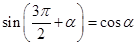 sin(3π/2 + α) = cos α